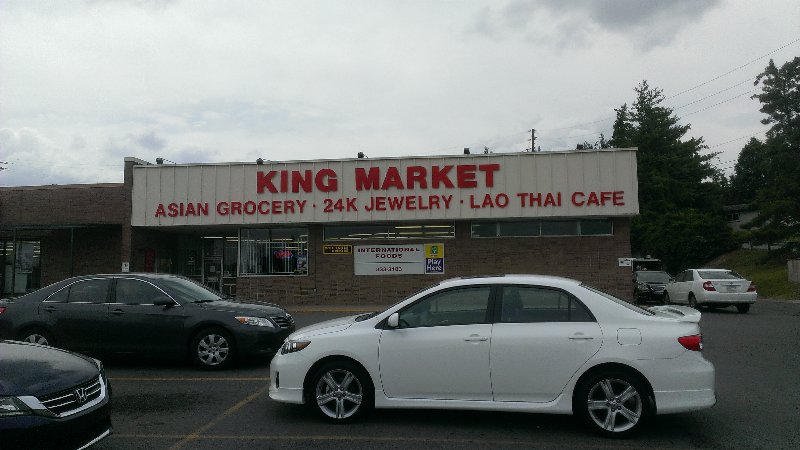 KING MARKET
ASIAN GROCERY · 24K JEWELRY · LAO THAI CAFE
INTERNATIONAL
FOODS
Play
Here